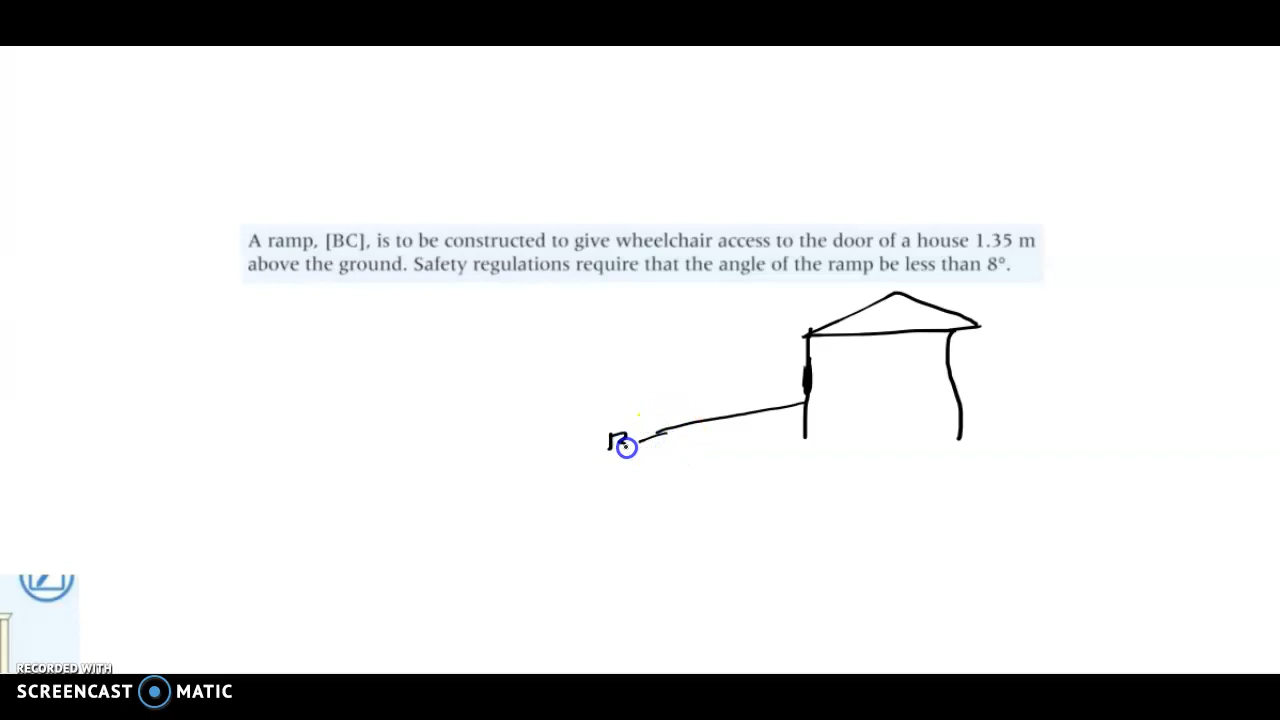 A ramp, [BC], is to be constructed to give wheelchair access to the door of a house 1.35 m
above the ground. Safety regulations require that the angle of the ramp be less than 8°.
RECORDED WITH
SCREENCAST MATIC